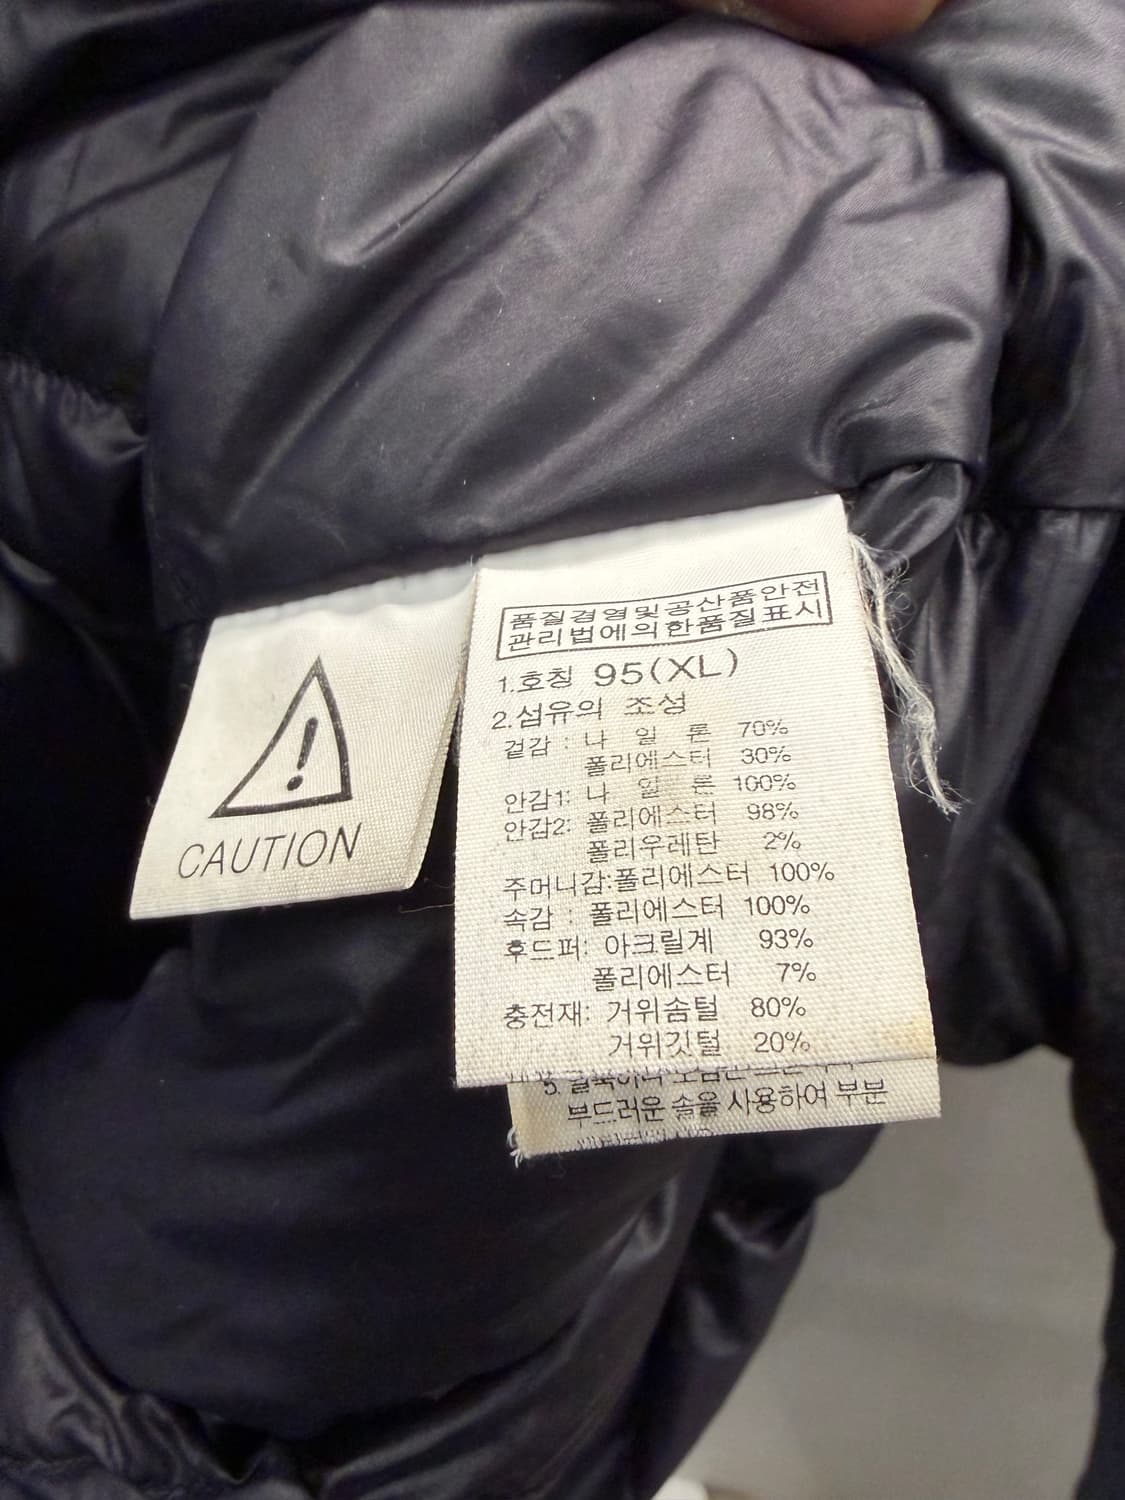 CAUTION
품질경영및공산품안전
관리법에의한품질표시
1.호칭 95(XL)
2.섬유의 조성
겉감 : 나 일 론 70%
폴리에스터 30%
안감1: 나 일 론 100%
안감2: 폴리에스터 98%
폴리우레탄 2%
주머니감:폴리에스터 100%
속감 : 폴리에스터 100%
후드퍼: 아크릴계 93%
폴리에스터 7%
충전재: 거위솜털 80%
거위깃털 20%
5.
부드러운 솔을 사용하여 부분